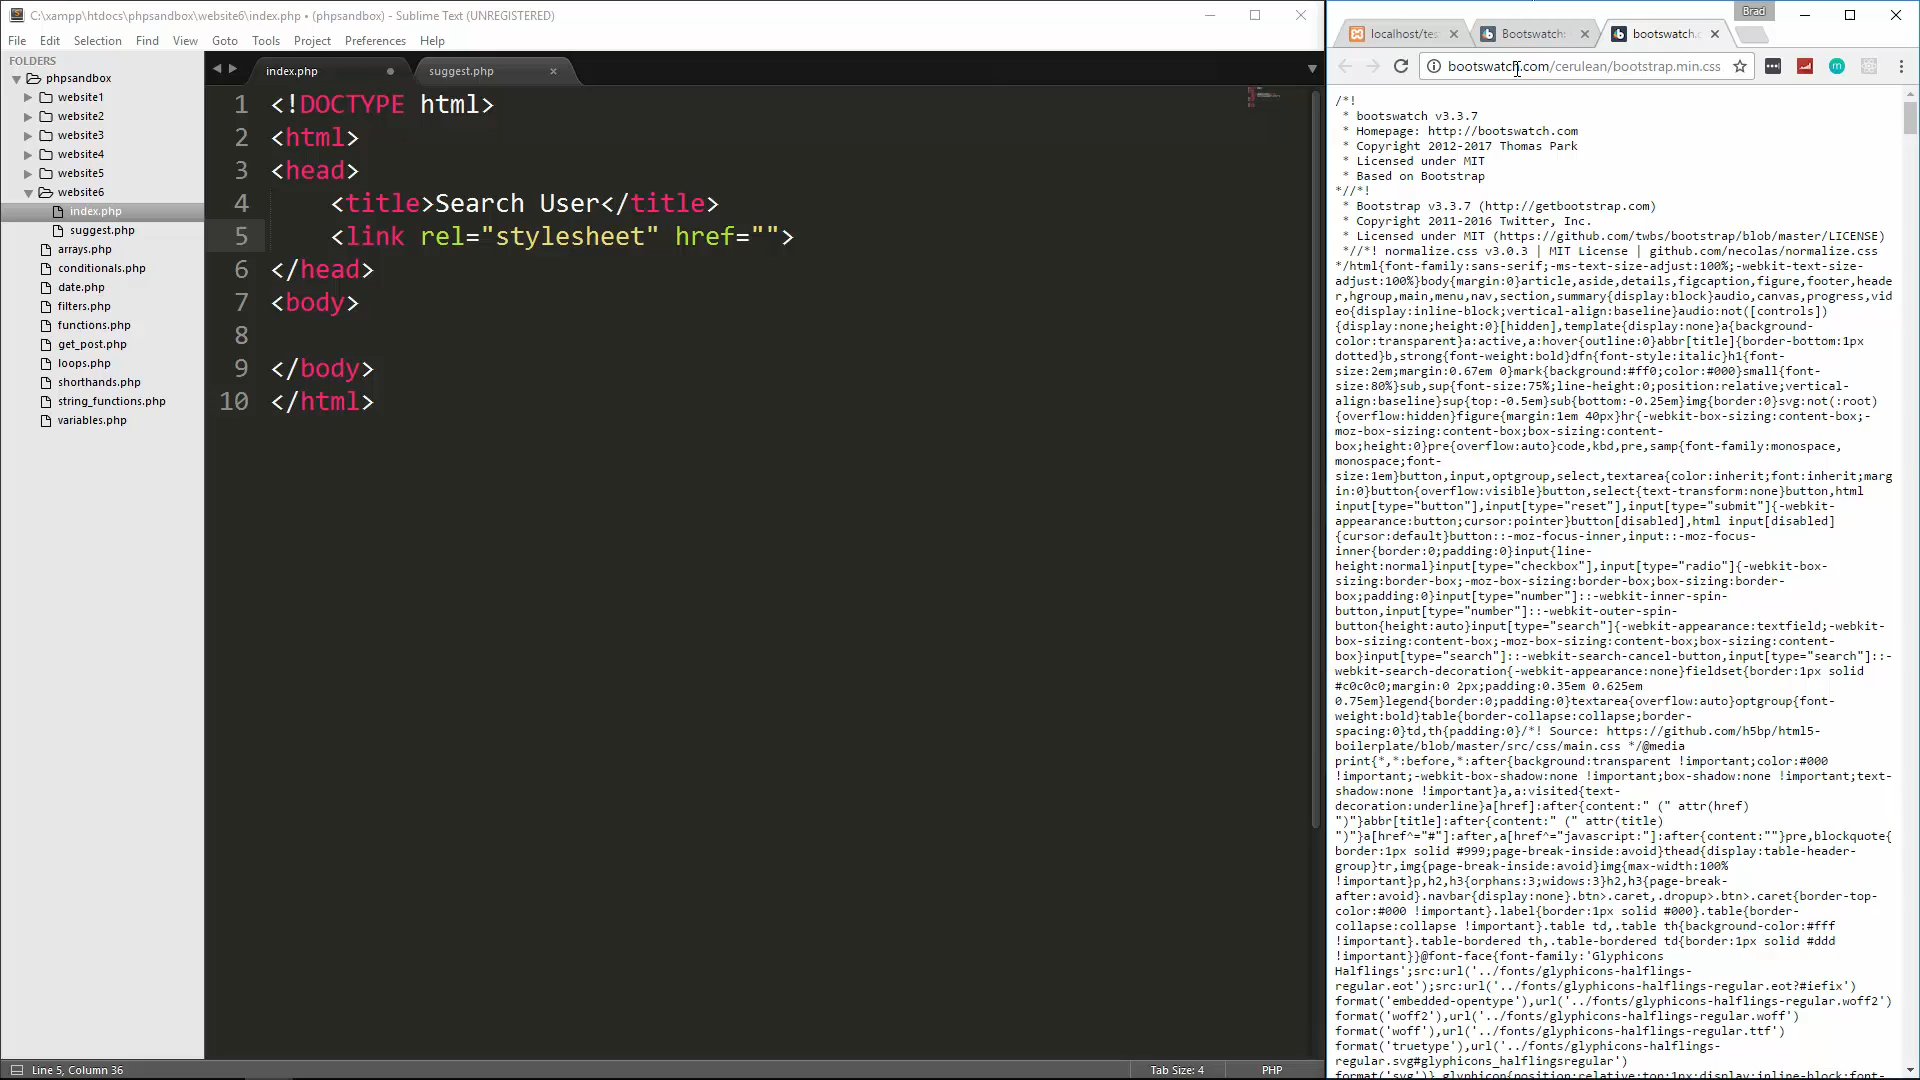 C:\xampp\htdocs\phpsandbox\website6\index.php • (phpsandbox) - Sublime Text (UNREGISTERED)
File Edit Selection Find View Goto Tools Project Preferences Help
FOLDERS
phpsandbox
website1
website2
website3
website4
website5
website6
index.php
suggest.php
arrays.php
conditionals.php
date.php
filters.php
functions.php
get_post.php
loops.php
shorthands.php
string_functions.php
variables.php
index.php
suggest.php
1 <!DOCTYPE html>
2 <html>
3 <head>
4 <title>Search User</title>
5 <link rel="stylesheet" href="">
6 </head>
7 <body>
8
9 </body>
10 </html>
Line 5, Column 36
Tab Size: 4
PHP
Brad
localhost/tes
Bootswatch:
bootswatch.c
bootswatch.com/cerulean/bootstrap.min.css
/*!
* bootswatch v3.3.7
* Homepage: http://bootswatch.com
* Copyright 2012-2017 Thomas Park
* Licensed under MIT
* Based on Bootstrap
*//*!
* Bootstrap v3.3.7 (http://getbootstrap.com)
* Copyright 2011-2016 Twitter, Inc.
* Licensed under MIT (https://github.com/twbs/bootstrap/blob/master/LICENSE)
*//*! normalize.css v3.0.3 | MIT License | github.com/necolas/normalize.css
*/html{font-family:sans-serif;-ms-text-size-adjust:100%;-webkit-text-size-
adjust:100%}body{margin:0}article,aside,details,figcaption,figure,footer,heade
r,hgroup,main,menu,nav,section,summary{display:block}audio,canvas,progress,vid
eo{display:inline-block;vertical-align:baseline}audio:not([controls])
{display:none;height:0}[hidden],template{display:none}a{background-
color:transparent}a:active,a:hover{outline:0}abbr[title]{border-bottom:1px
dotted}b,strong{font-weight:bold}dfn{font-style:italic}h1{font-
size:2em;margin:0.67em 0}mark{background:#ff0;color:#000}small{font-
size:80%}sub,sup{font-size:75%;line-height:0;position:relative;vertical-
align:baseline}sup{top:-0.5em}sub{bottom:-0.25em}img{border:0}svg:not(:root)
{overflow:hidden}figure{margin:1em 40px}hr{-webkit-box-sizing:content-box;-
moz-box-sizing:content-box;box-sizing:content-
box;height:0}pre{overflow:auto}code,kbd,pre,samp{font-family:monospace,
monospace;font-
size:1em}button,input,optgroup,select,textarea{color:inherit;font:inherit;marg
in:0}button{overflow:visible}button,select{text-transform:none}button,html
input[type="button"],input[type="reset"],input[type="submit"]{-webkit-
appearance:button;cursor:pointer}button[disabled],html input[disabled]
{cursor:default}button::-moz-focus-inner,input::-moz-focus-
inner{border:0;padding:0}input{line-
height:normal}input[type="checkbox"],input[type="radio"]{-webkit-box-
sizing:border-box;-moz-box-sizing:border-box;box-sizing:border-
box;padding:0}input[type="number"]::-webkit-inner-spin-
button,input[type="number"]::-webkit-outer-spin-
button{height:auto}input[type="search"]{-webkit-appearance:textfield;-webkit-
box-sizing:content-box;-moz-box-sizing:content-box;box-sizing:content-
box}input[type="search"]::-webkit-search-cancel-button,input[type="search"]::-
webkit-search-decoration{-webkit-appearance:none}fieldset{border:1px solid
#c0c0c0;margin:0 2px;padding:0.35em 0.625em
0.75em}legend{border:0;padding:0}textarea{overflow:auto}optgroup{font-
weight:bold}table{border-collapse:collapse;border-
spacing:0}td,th{padding:0}/*! Source: https://github.com/h5bp/html5-
boilerplate/blob/master/src/css/main.css */@media
print{*,*:before,*:after{background:transparent !important;color:#000
!important;-webkit-box-shadow:none !important;box-shadow:none !important;text-
shadow:none !important}a,a:visited{text-
decoration:underline}a[href]:after{content:" (" attr(href)
")"}abbr[title]:after{content:" (" attr(title)
")"}a[href^="#"]:after,a[href^="javascript:"]:after{content:""}pre,blockquote{
border:1px solid #999;page-break-inside:avoid}thead{display:table-header-
group}tr,img{page-break-inside:avoid}img{max-width:100%
!important}p,h2,h3{orphans:3;widows:3}h2,h3{page-break-
after:avoid}.navbar{display:none}.btn>.caret,.dropup>.btn>.caret{border-top-
color:#000 !important}.label{border:1px solid #000}.table{border-
collapse:collapse !important}.table td,.table th{background-color:#fff
!important}.table-bordered th,.table-bordered td{border:1px solid #ddd
!important}}@font-face{font-family:'Glyphicons
Halflings';src:url('../fonts/glyphicons-halflings-
regular.eot');src:url('../fonts/glyphicons-halflings-regular.eot?#iefix')
format('embedded-opentype'),url('../fonts/glyphicons-halflings-regular.woff2')
format('woff2'),url('../fonts/glyphicons-halflings-regular.woff')
format('woff'),url('../fonts/glyphicons-halflings-regular.ttf')
format('truetype'),url('../fonts/glyphicons-halflings-
regular.svg#glyphicons_halflingsregular')
format('svg')}.glyphicon{position:relative;top:1px;display:inline-block;font-